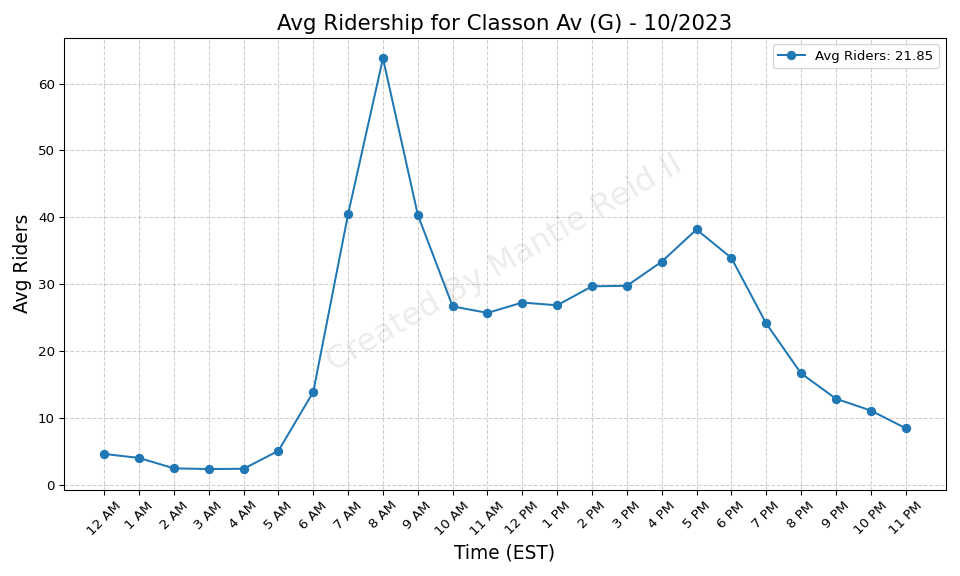 Avg Ridership for Classon Av (G) - 10/2023
Avg Riders: 21.85
Avg Riders
60
50
40
30
20
10
0
Created By Mantie Reid II
12 AM
1 AM
2 AM
3 AM
4 AM
5 AM
6 AM
7 AM
8 AM
9 AM
10 AM
11 AM
12 PM
1 PM
2 PM
3 PM
4 PM
5 PM
6 PM
7 PM
8 PM
9 PM
10 PM
11 PM
Time (EST)